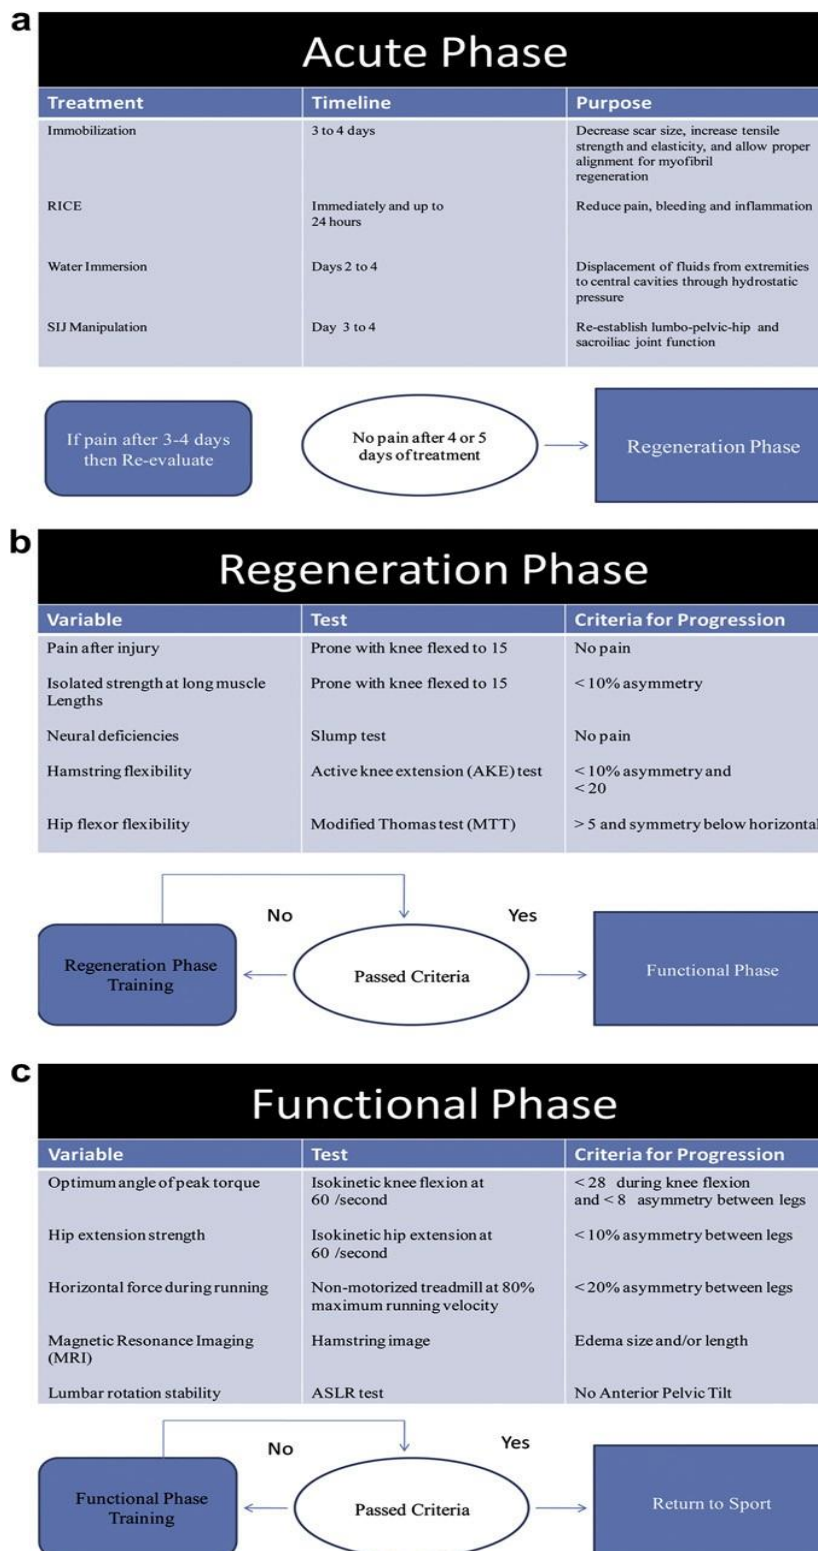 a
Acute Phase
Treatment Timeline Purpose
Immobilization 3 to 4 days Decrease scar size, increase tensile
strength and elasticity, and allow proper
alignment for myofibril
regeneration
RICE Immediately and up to Reduce pain, bleeding and inflammation
24 hours
Water Immersion Days 2 to 4 Displacement of fluids from extremities
to central cavities through hydrostatic
pressure
SIJ Manipulation Day 3 to 4 Re-establish lumbo-pelvic-hip and
sacroiliac joint function
If pain after 3-4 days
then Re-evaluate
No pain after 4 or 5
days of treatment
Regeneration Phase
b
Regeneration Phase
Variable Test Criteria for Progression
Pain after injury Prone with knee flexed to 15 No pain
Isolated strength at long muscle Prone with knee flexed to 15 < 10% asymmetry
Lengths
Neural deficiencies Slump test No pain
Hamstring flexibility Active knee extension (AKE) test < 10% asymmetry and
< 20
Hip flexor flexibility Modified Thomas test (MTT) > 5 and symmetry below horizontal
No Yes
Regeneration Phase
Training
Passed Criteria
Functional Phase
c
Functional Phase
Variable Test Criteria for Progression
Optimum angle of peak torque Isokinetic knee flexion at < 28 during knee flexion
60 /second and < 8 asymmetry between legs
Hip extension strength Isokinetic hip extension at <10% asymmetry between legs
60 /second
Horizontal force during running Non-motorized treadmill at 80% <20% asymmetry between legs
maximum running velocity
Magnetic Resonance Imaging Hamstring image Edema size and/or length
(MRI)
Lumbar rotation stability ASLR test No Anterior Pelvic Tilt
No Yes
Functional Phase
Training
Passed Criteria
Return to Sport